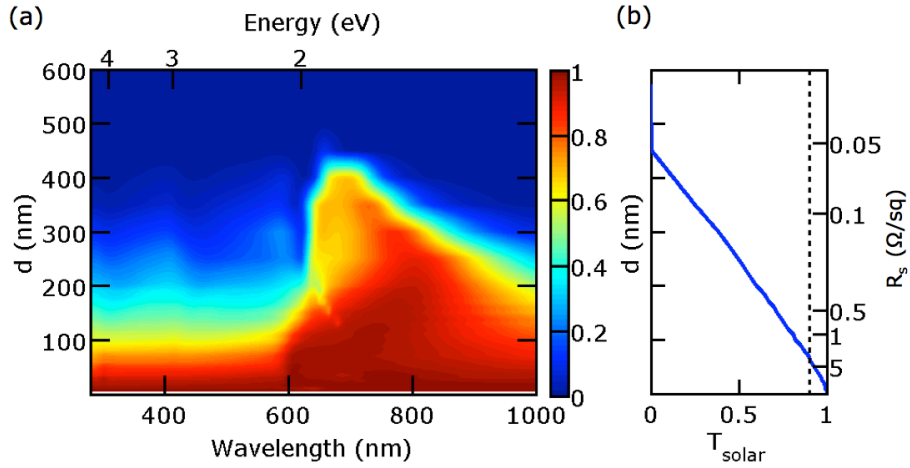 (a)
Energy (eV)
4 3 2
600
500
400
300
200
100
d (nm)
400 600 800 1000
Wavelength (nm)
1
0.8
0.6
0.4
0.2
0
(b)
d (nm)
0 0.5 1
T_solar
0.05
0.1
0.5
1
5
R_s (Ω/sq)